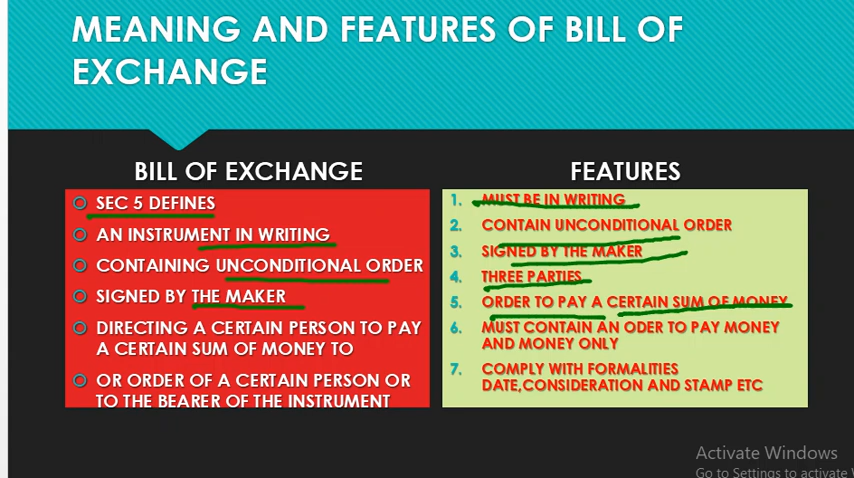 MEANING AND FEATURES OF BILL OF
EXCHANGE
BILL OF EXCHANGE
SEC 5 DEFINES
AN INSTRUMENT IN WRITING
CONTAINING UNCONDITIONAL ORDER
SIGNED BY THE MAKER
DIRECTING A CERTAIN PERSON TO PAY
A CERTAIN SUM OF MONEY TO
OR ORDER OF A CERTAIN PERSON OR
TO THE BEARER OF THE INSTRUMENT
FEATURES
1. MUST BE IN WRITING
2. CONTAIN UNCONDITIONAL ORDER
3. SIGNED BY THE MAKER
4. THREE PARTIES
5. ORDER TO PAY A CERTAIN SUM OF MONEY
6. MUST CONTAIN AN ODER TO PAY MONEY
AND MONEY ONLY
7. COMPLY WITH FORMALITIES
DATE,CONSIDERATION AND STAMP ETC
Activate Windows
Go to Settings to activate